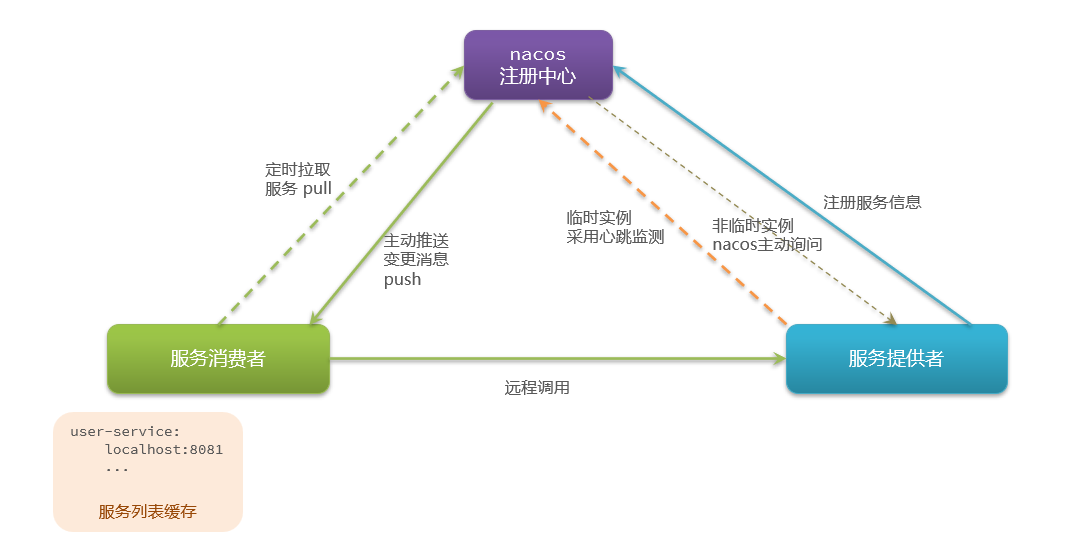 nacos
注册中心
定时拉取
服务 pull
主动推送
变更消息
push
临时实例
采用心跳监测
非临时实例
nacos主动询问
注册服务信息
服务消费者
远程调用
服务提供者
user-service:
localhost:8081
...
服务列表缓存